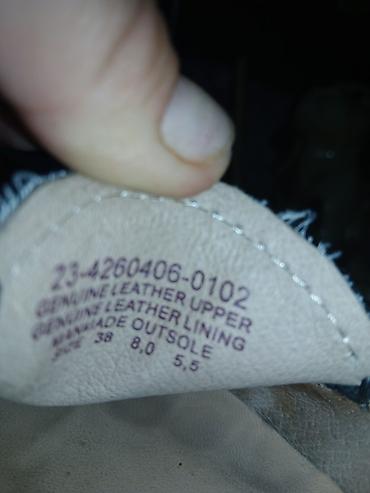 23-4260406-0102
GENUINE LEATHER UPPER
GENUINE LEATHER LINING
MANMADE OUTSOLE
SIZE 38 8,0 5,5